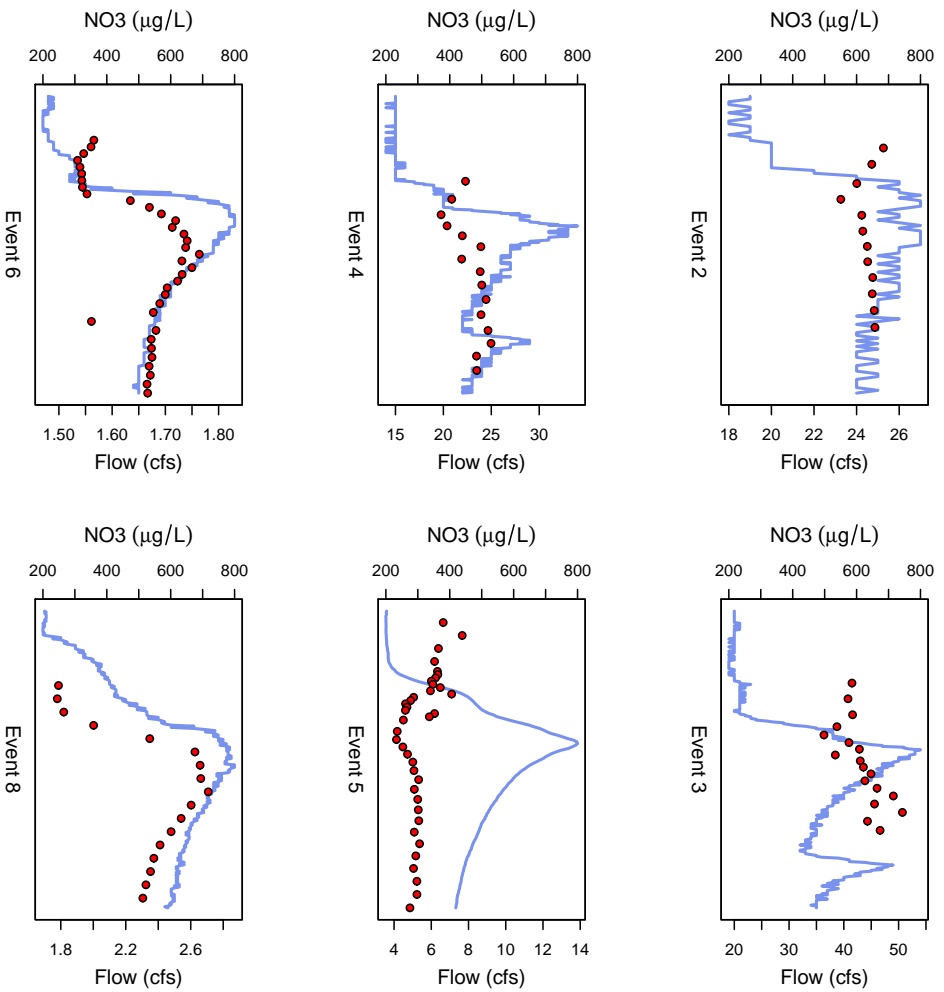 NO3 (μg/L)
200 400 600 800
Event 6
1.50 1.60 1.70 1.80
Flow (cfs)
NO3 (μg/L)
200 400 600 800
Event 4
15 20 25 30
Flow (cfs)
NO3 (μg/L)
200 400 600 800
Event 2
18 20 22 24 26
Flow (cfs)
NO3 (μg/L)
200 400 600 800
Event 8
1.8 2.2 2.6
Flow (cfs)
NO3 (μg/L)
200 400 600 800
Event 5
4 6 8 10 12 14
Flow (cfs)
NO3 (μg/L)
200 400 600 800
Event 3
20 30 40 50
Flow (cfs)